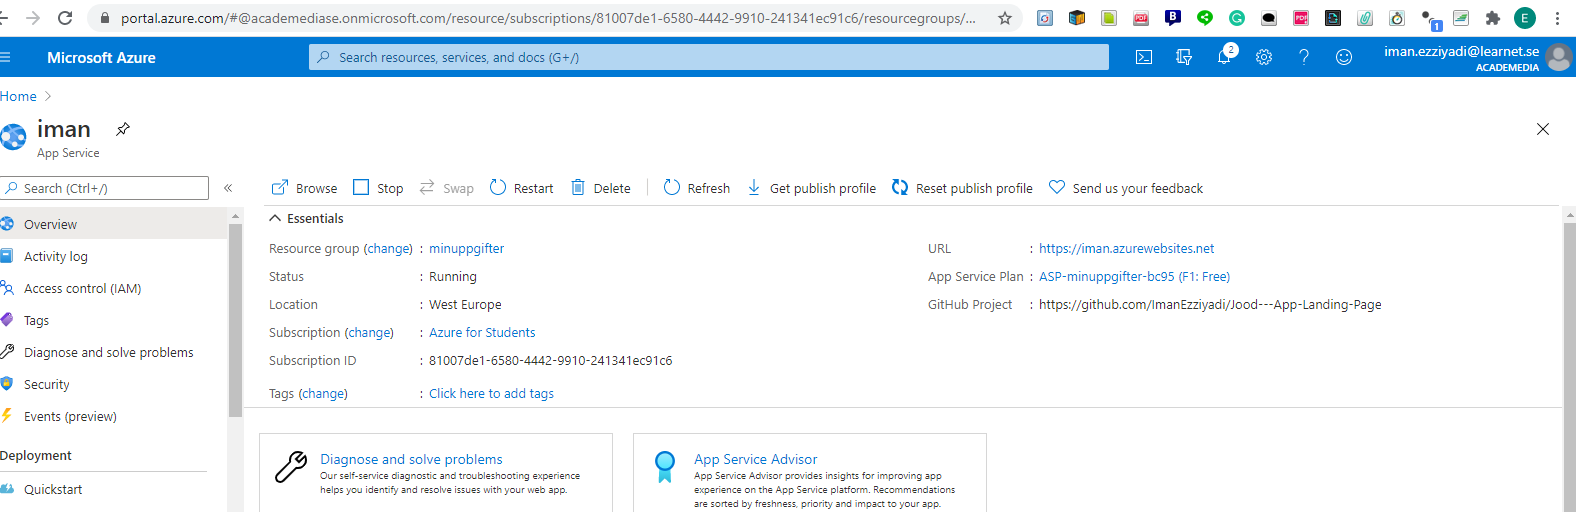 portal.azure.com/#@academediase.onmicrosoft.com/resource/subscriptions/81007de1-6580-4442-9910-241341ec91c6/resourcegroups/...
PDF
B
G
PDF
1
E
Microsoft Azure
Search resources, services, and docs (G+/)
2
iman.ezziyadi@learnet.se
ACADEMEDIA
Home
iman
App Service
Search (Ctrl+/)
«
Browse
Stop
Swap
Restart
Delete
Refresh
Get publish profile
Reset publish profile
Send us your feedback
Overview
Activity log
Access control (IAM)
Tags
Diagnose and solve problems
Security
Events (preview)
Deployment
Quickstart
Essentials
Resource group (change) : minuppgifter
Status : Running
Location : West Europe
Subscription (change) : Azure for Students
Subscription ID : 81007de1-6580-4442-9910-241341ec91c6
Tags (change) : Click here to add tags
URL : https://iman.azurewebsites.net
App Service Plan : ASP-minuppgifter-bc95 (F1: Free)
GitHub Project : https://github.com/ImanEzziyadi/Jood---App-Landing-Page
Diagnose and solve problems
Our self-service diagnostic and troubleshooting experience
helps you identify and resolve issues with your web app.
App Service Advisor
App Service Advisor provides insights for improving app
experience on the App Service platform. Recommendations
are sorted by freshness, priority and impact to your app.